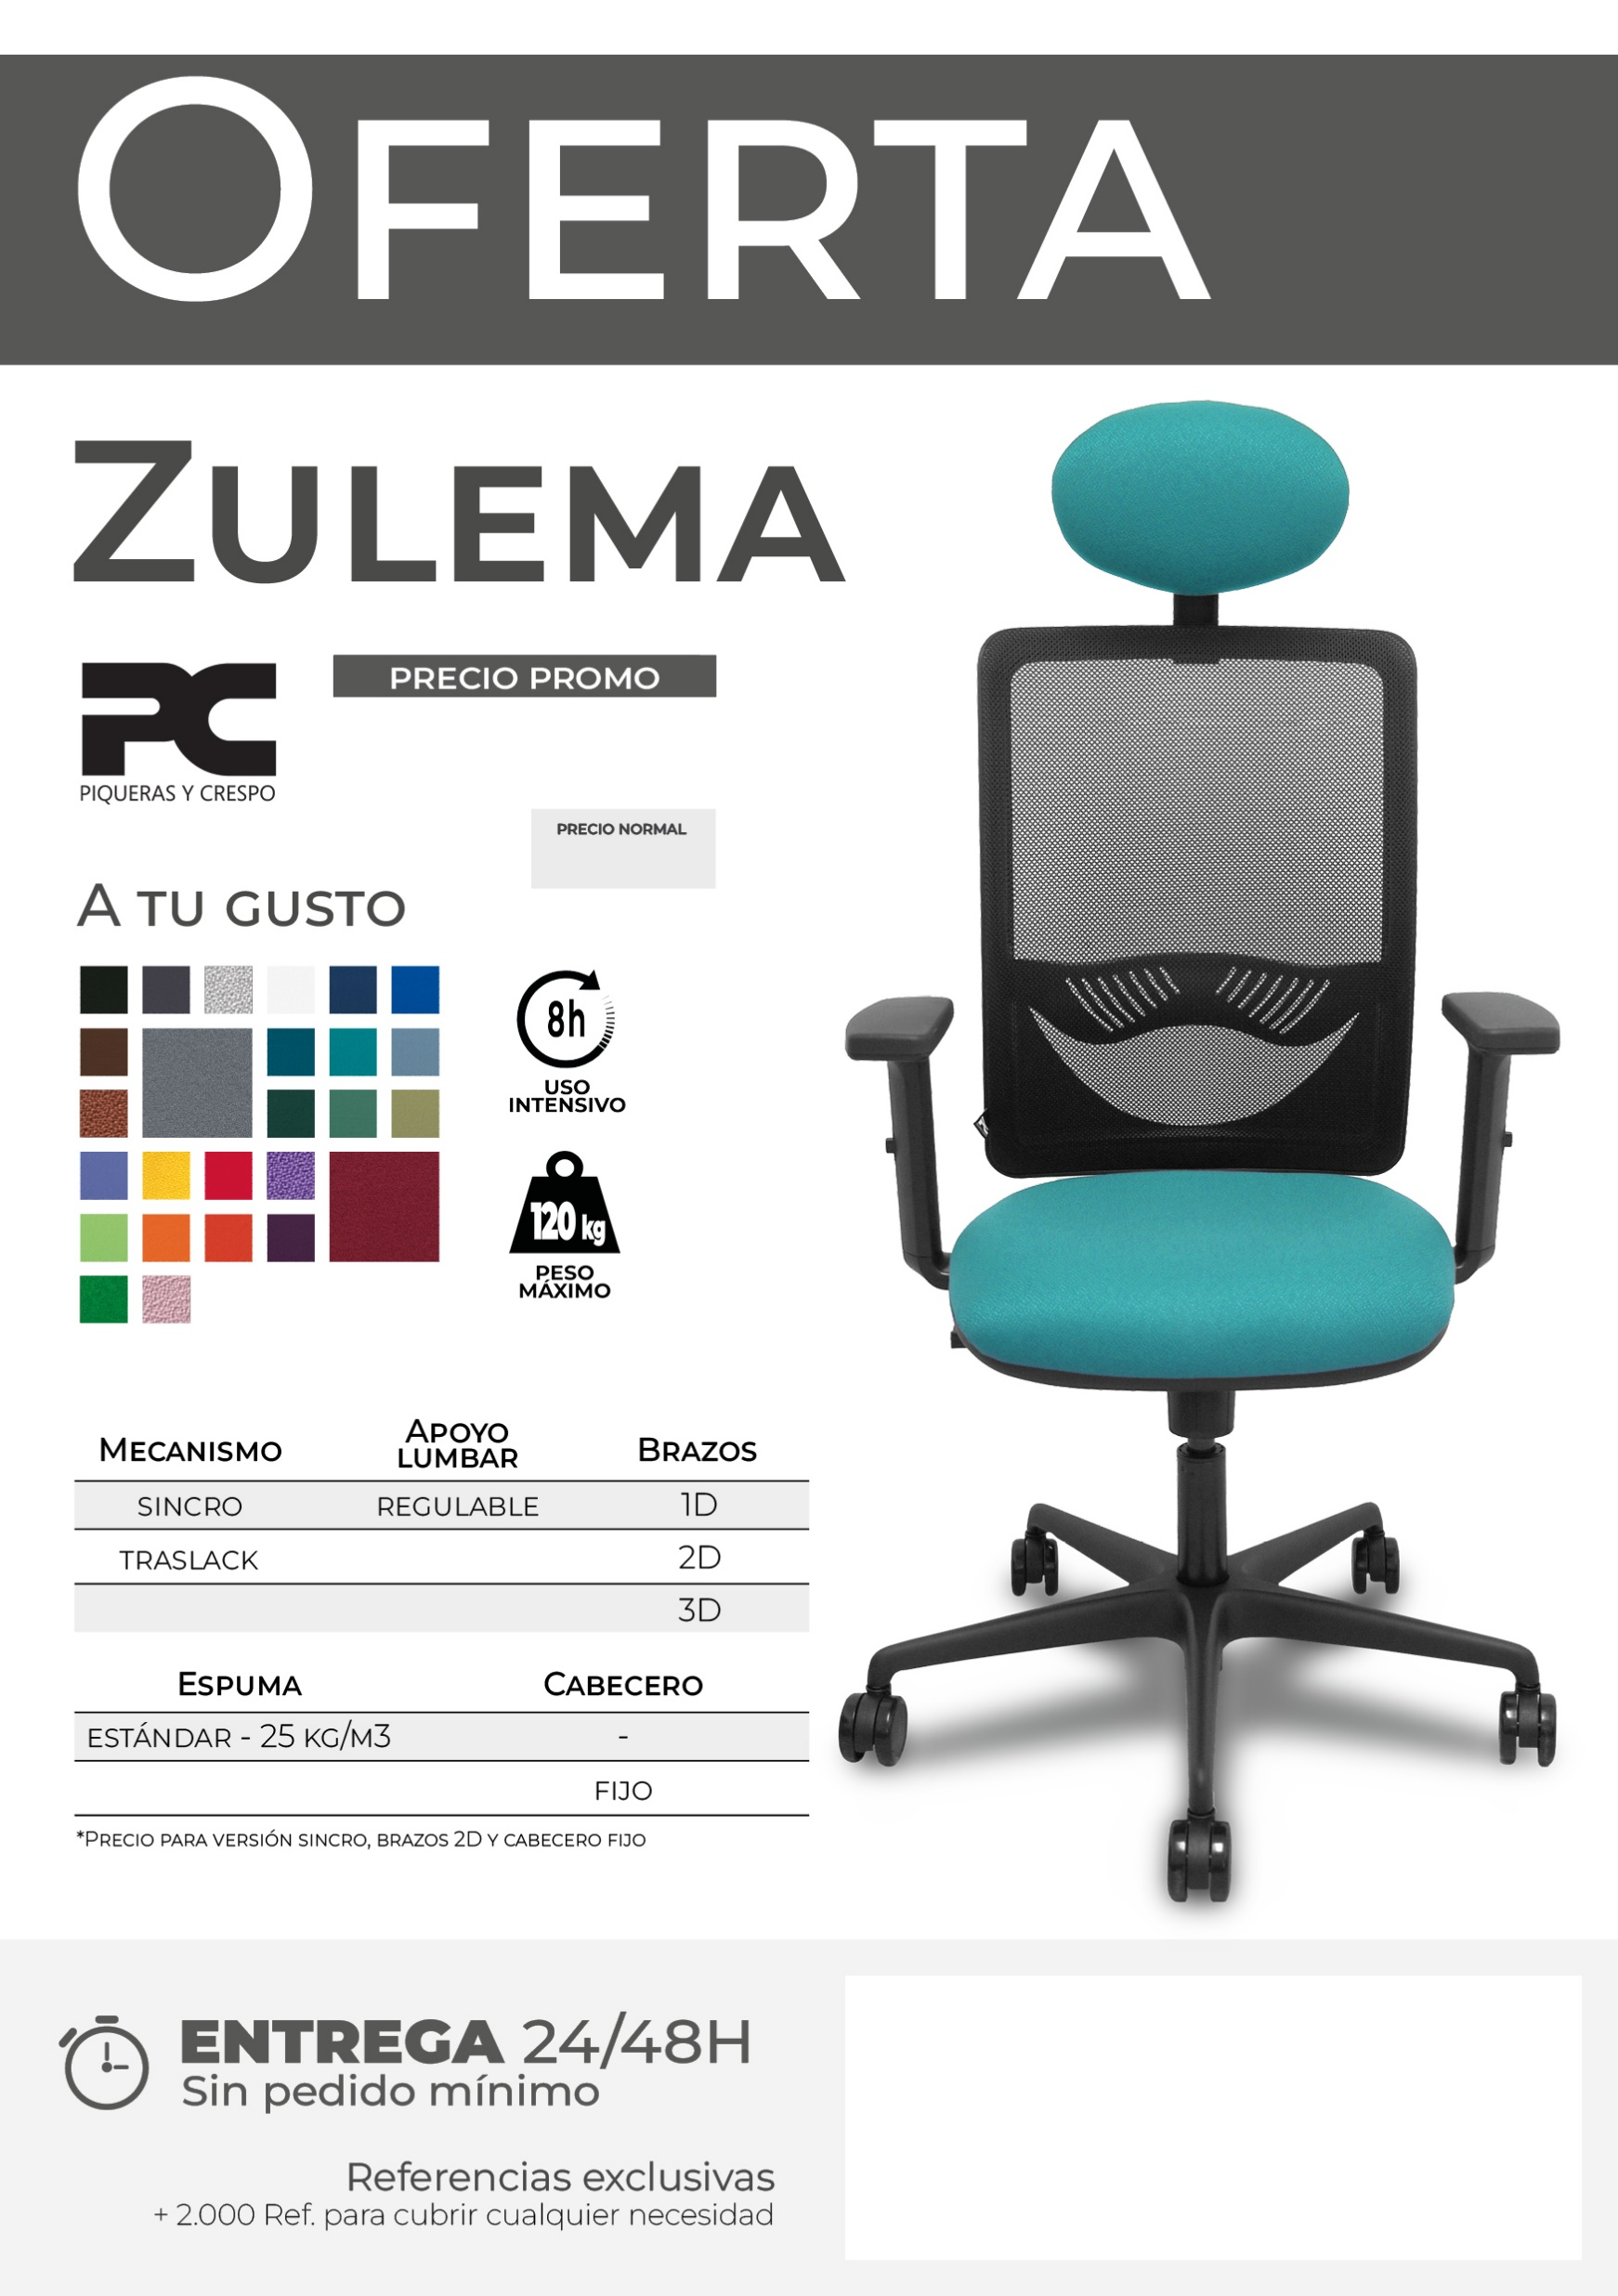 OFERTA
ZULEMA
PC
PIQUERAS Y CRESPO
PRECIO PROMO
PRECIO NORMAL
A TU GUSTO
8h
USO
INTENSIVO
120 kg
PESO
MÁXIMO
MECANISMO APOYO LUMBAR BRAZOS
SINCRO REGULABLE 1D
TRASLACK 2D
3D
ESPUMA CABECERO
ESTÁNDAR - 25 KG/M3 -
FIJO
*PRECIO PARA VERSIÓN SINCRO, BRAZOS 2D Y CABECERO FIJO
ENTREGA 24/48H
Sin pedido mínimo
Referencias exclusivas
+ 2.000 Ref. para cubrir cualquier necesidad